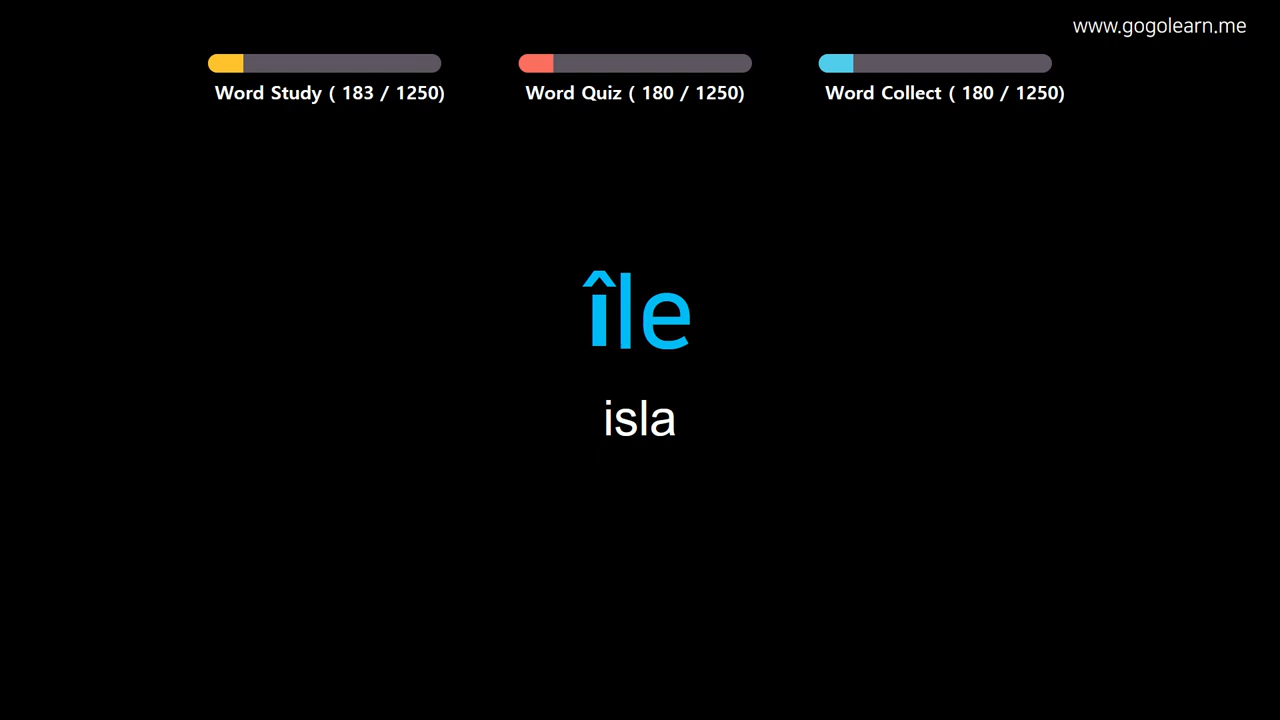 www.gogolearn.me
Word Study ( 183 / 1250)
Word Quiz ( 180 / 1250)
Word Collect ( 180 / 1250)
île
isla